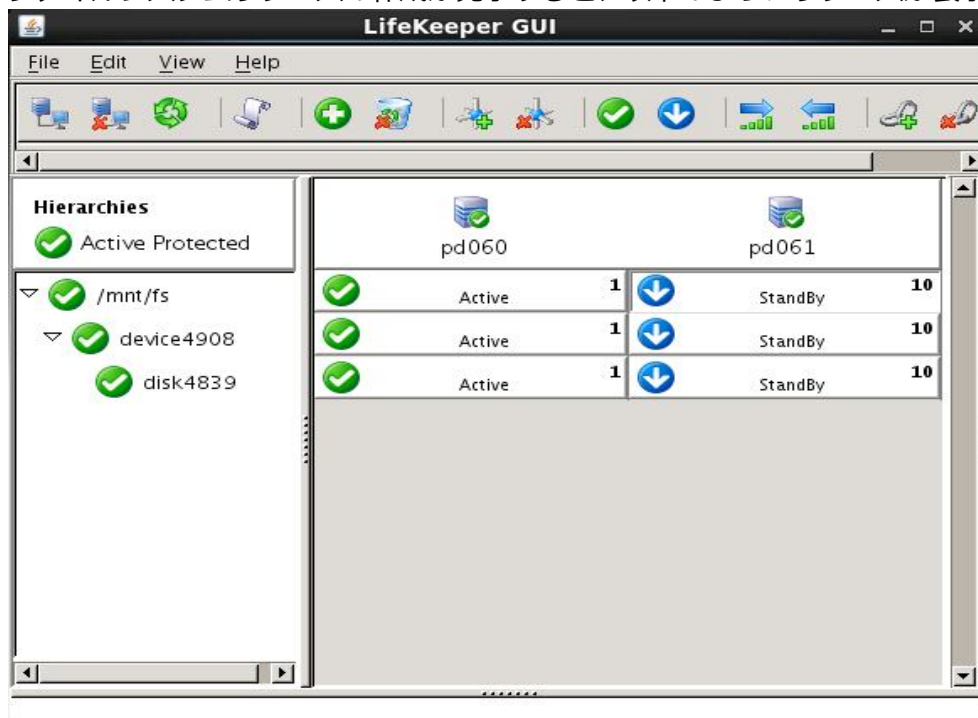 LifeKeeper GUI
File Edit View Help
Hierarchies
Active Protected
pd060
pd061
/mnt/fs
Active 1
StandBy 10
device4908
Active 1
StandBy 10
disk4839
Active 1
StandBy 10